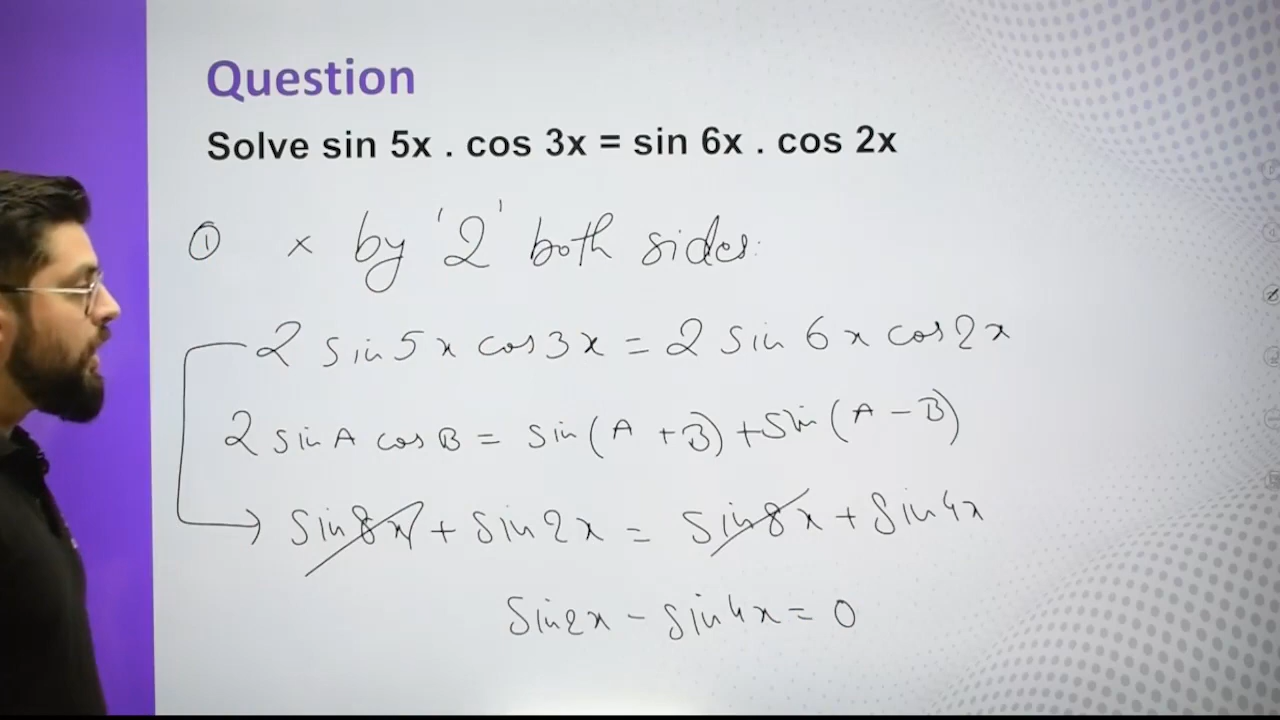 Question
Solve sin 5x . cos 3x = sin 6x . cos 2x
① × by '2' both sides:
2 sin 5x cos 3x = 2 sin 6x cos 2x
2 sin A cos B = sin (A + B) + sin (A - B)
sin 8x + sin 2x = sin 8x + sin 4x
sin 2x - sin 4x = 0